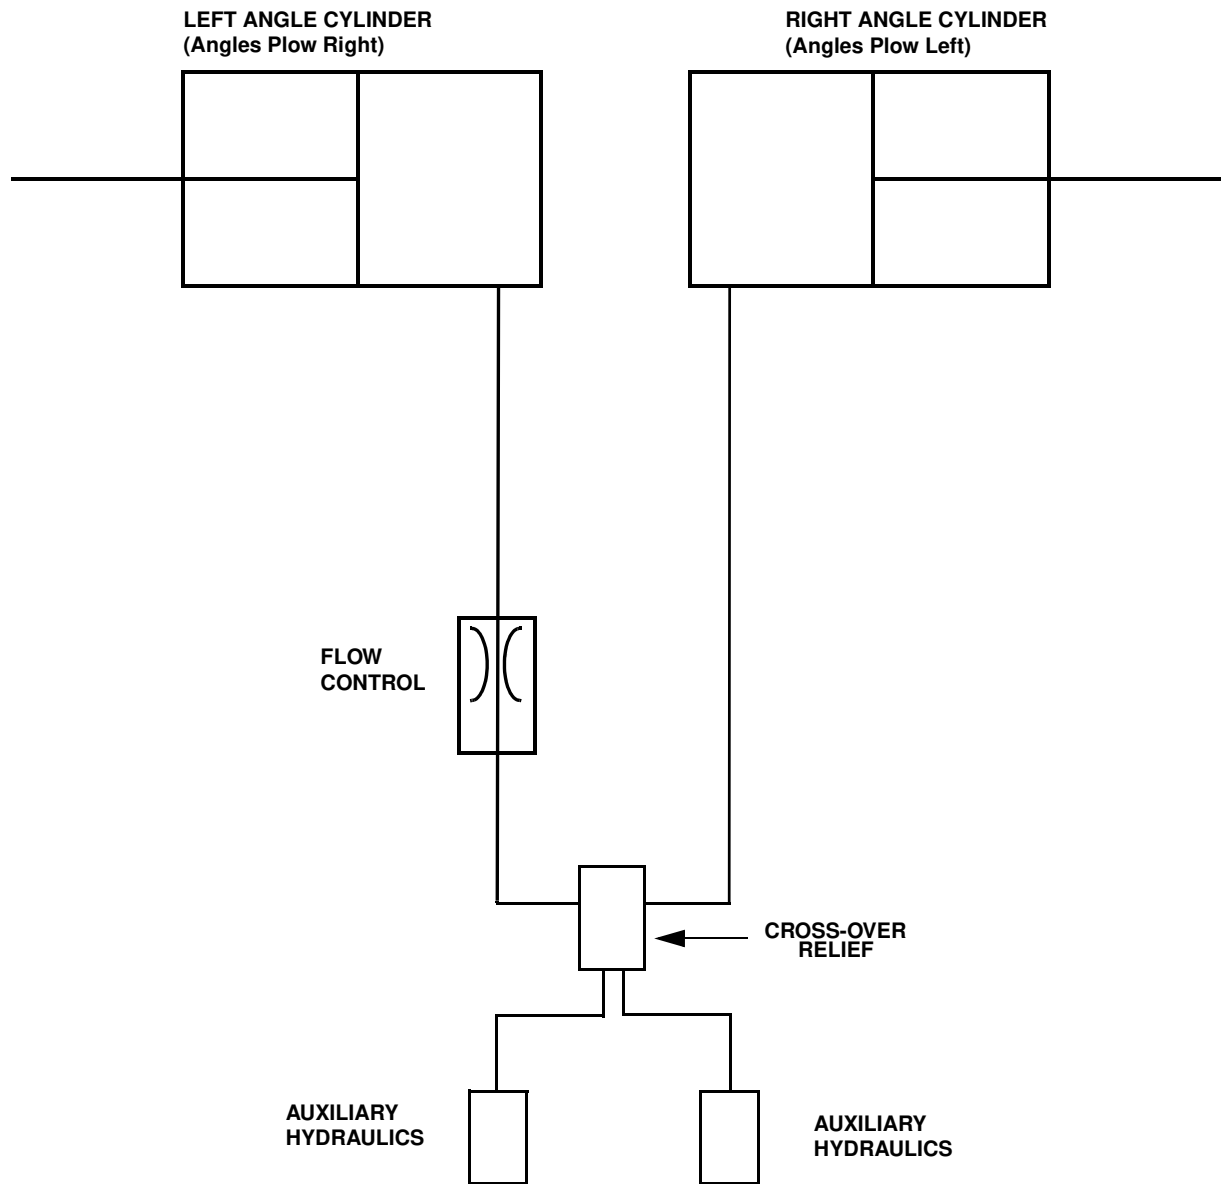 LEFT ANGLE CYLINDER
(Angles Plow Right)
RIGHT ANGLE CYLINDER
(Angles Plow Left)
FLOW
CONTROL
CROSS-OVER
RELIEF
AUXILIARY
HYDRAULICS
AUXILIARY
HYDRAULICS